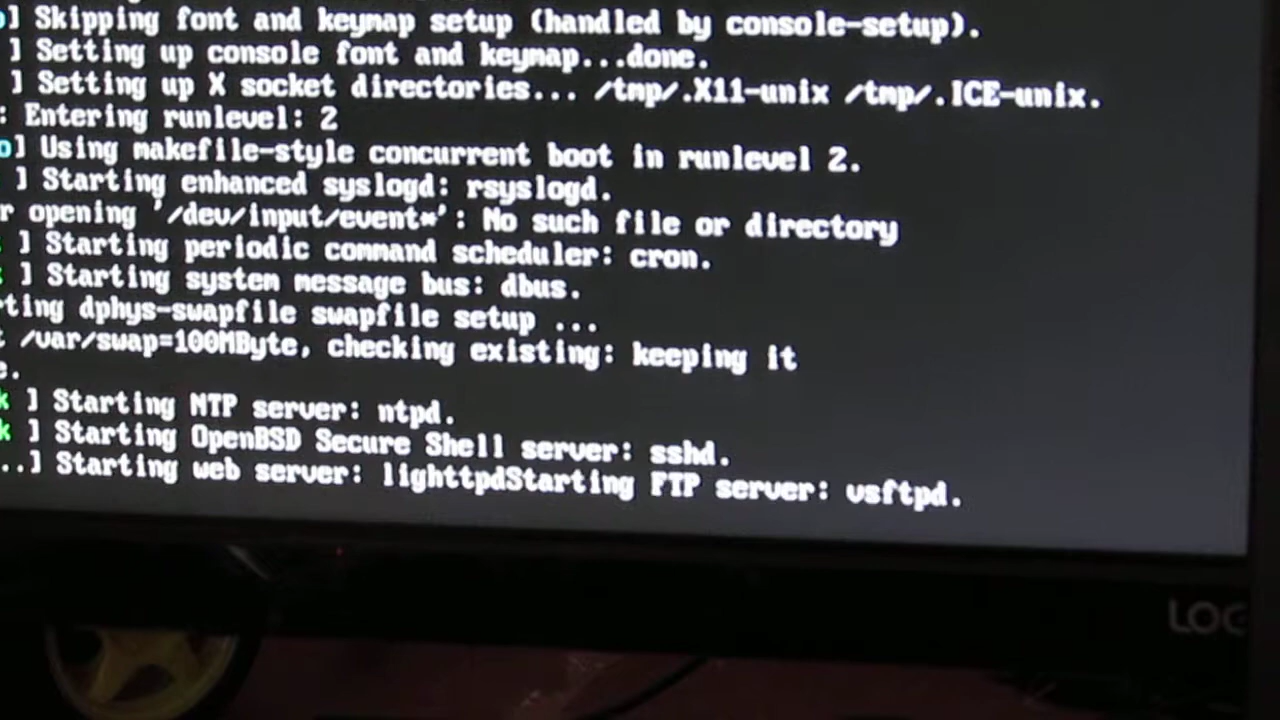 o] Skipping font and keymap setup (handled by console-setup).
] Setting up console font and keymap...done.
] Setting up X socket directories... /tmp/.X11-unix /tmp/.ICE-unix.
: Entering runlevel: 2
o] Using makefile-style concurrent boot in runlevel 2.
] Starting enhanced syslogd: rsyslogd.
r opening '/dev/input/event*': No such file or directory
] Starting periodic command scheduler: cron.
] Starting system message bus: dbus.
ting dphys-swapfile swapfile setup ...
t /var/swap=100MByte, checking existing: keeping it
e.
k ] Starting NTP server: ntpd.
k ] Starting OpenBSD Secure Shell server: sshd.
..] Starting web server: lighttpdStarting FTP server: vsftpd.
LOG